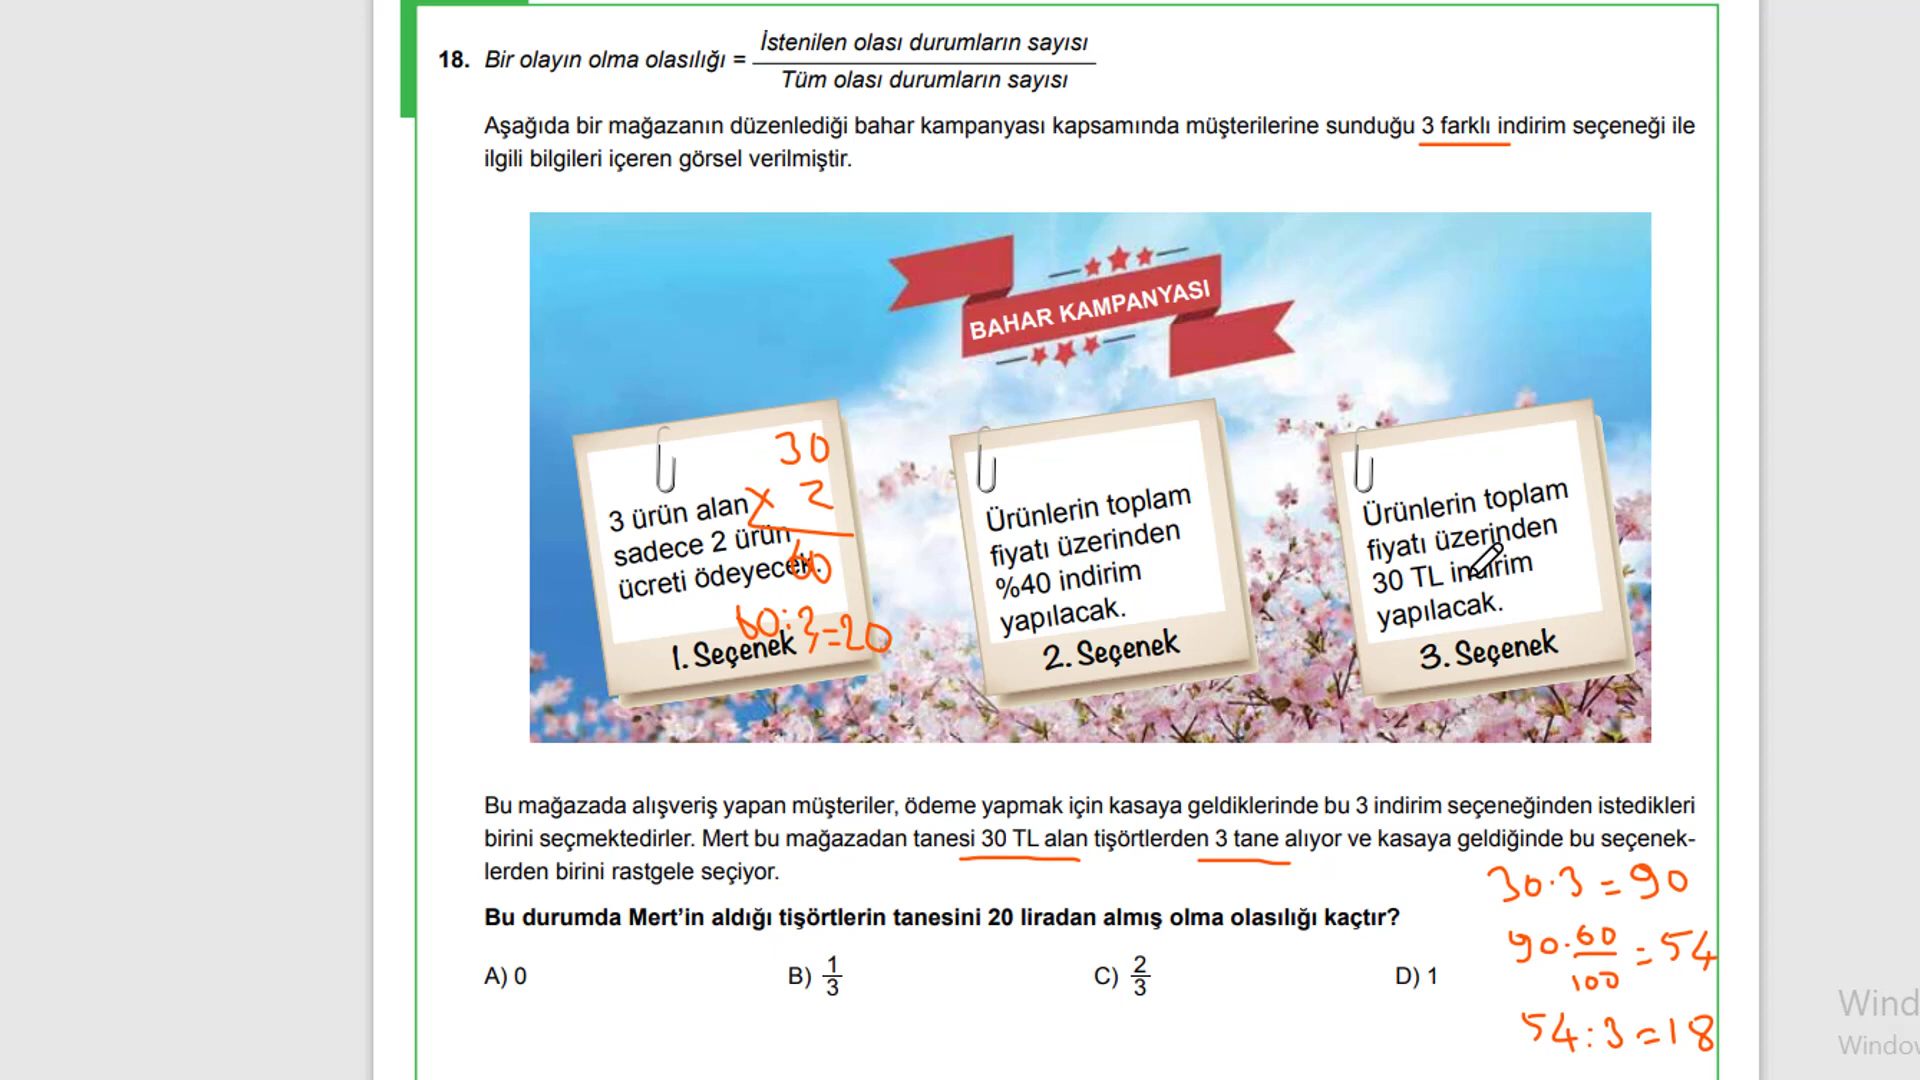 18. Bir olayın olma olasılığı = İstenilen olası durumların sayısı
Tüm olası durumların sayısı
Aşağıda bir mağazanın düzenlediği bahar kampanyası kapsamında müşterilerine sunduğu 3 farklı indirim seçeneği ile
ilgili bilgileri içeren görsel verilmiştir.
BAHAR KAMPANYASI
3 ürün alan
sadece 2 ürün
ücreti ödeyecek.
1. Seçenek
30
x 2
60
60:3=20
Ürünlerin toplam
fiyatı üzerinden
%40 indirim
yapılacak.
2. Seçenek
Ürünlerin toplam
fiyatı üzerinden
30 TL indirim
yapılacak.
3. Seçenek
Bu mağazada alışveriş yapan müşteriler, ödeme yapmak için kasaya geldiklerinde bu 3 indirim seçeneğinden istedikleri
birini seçmektedirler. Mert bu mağazadan tanesi 30 TL alan tişörtlerden 3 tane alıyor ve kasaya geldiğinde bu seçenek-
lerden birini rastgele seçiyor.
30.3=90
Bu durumda Mert'in aldığı tişörtlerin tanesini 20 liradan almış olma olasılığı kaçtır?
90.60/100=54
A) 0 B) 1/3 C) 2/3 D) 1
54:3=18
Wind
Window